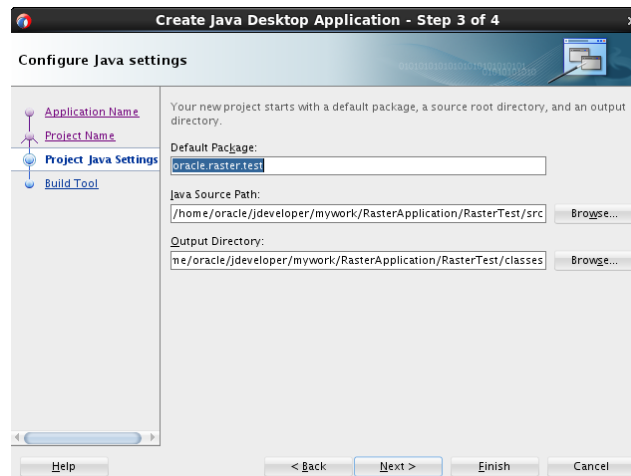 Create Java Desktop Application - Step 3 of 4
Configure Java settings
Application Name
Project Name
Project Java Settings
Build Tool
Your new project starts with a default package, a source root directory, and an output
directory.
Default Package:
oracle.raster.test
Java Source Path:
/home/oracle/jdeveloper/mywork/RasterApplication/RasterTest/src
Browse...
Output Directory:
me/oracle/jdeveloper/mywork/RasterApplication/RasterTest/classes
Browse...
Help
< Back
Next >
Finish
Cancel